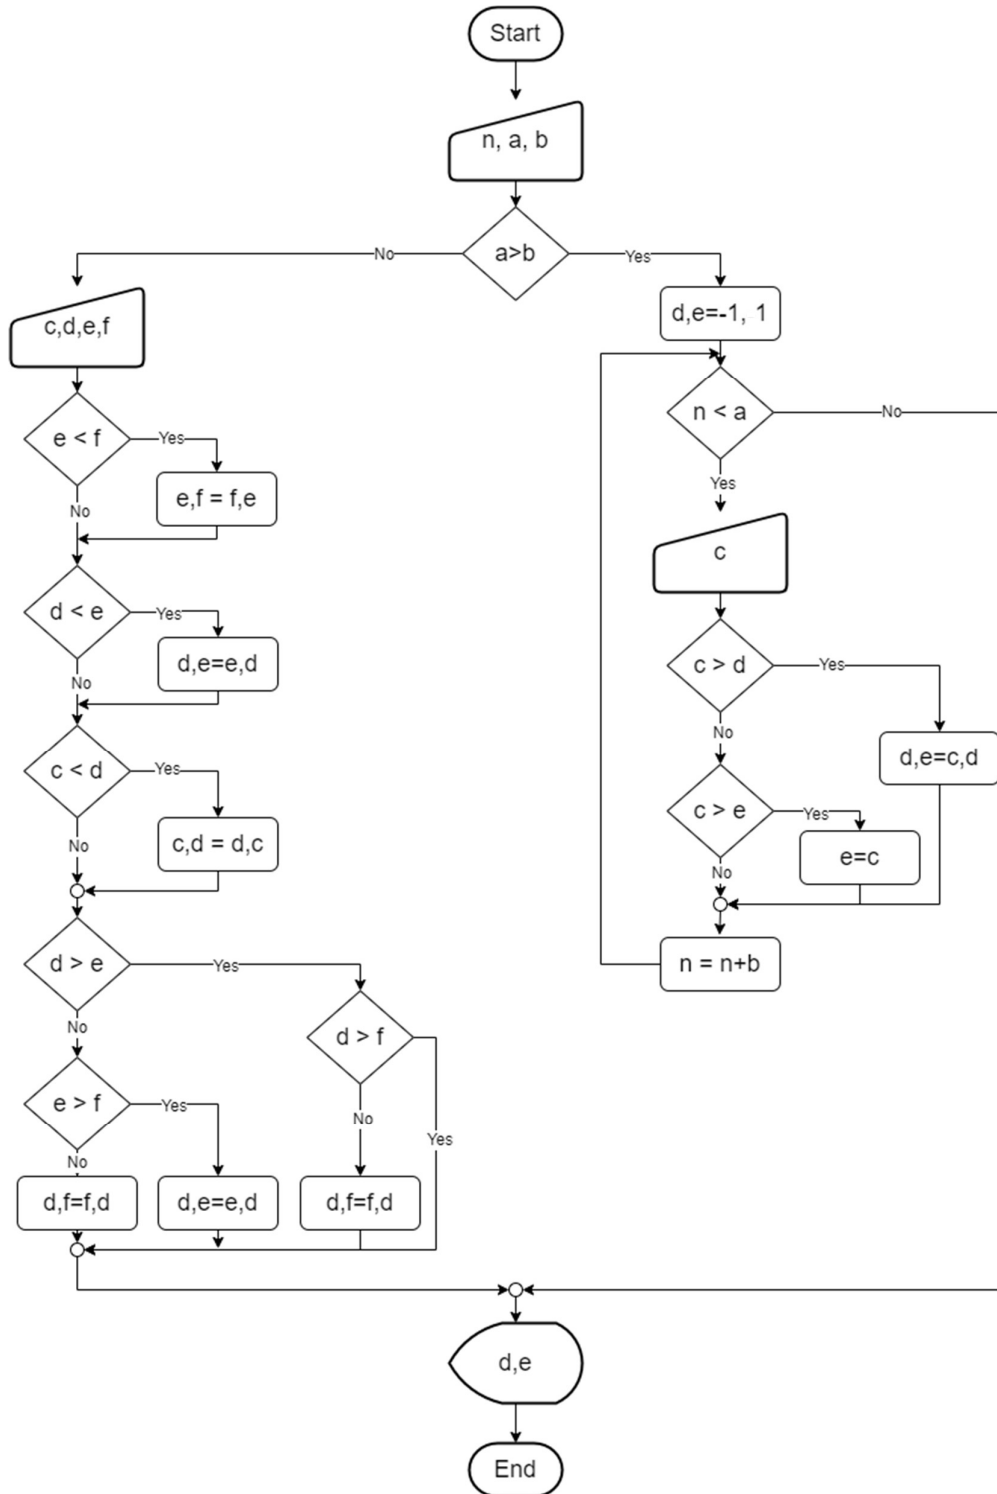 Start
n, a, b
a>b
No
Yes
c,d,e,f
e < f
Yes
e,f = f,e
No
d < e
Yes
d,e=e,d
No
c < d
Yes
c,d = d,c
No
d > e
Yes
No
d > f
No
Yes
e > f
Yes
No
d,f=f,d
d,e=e,d
d,f=f,d
d,e=-1, 1
n < a
No
Yes
c
c > d
Yes
No
d,e=c,d
c > e
Yes
e=c
No
n = n+b
d,e
End